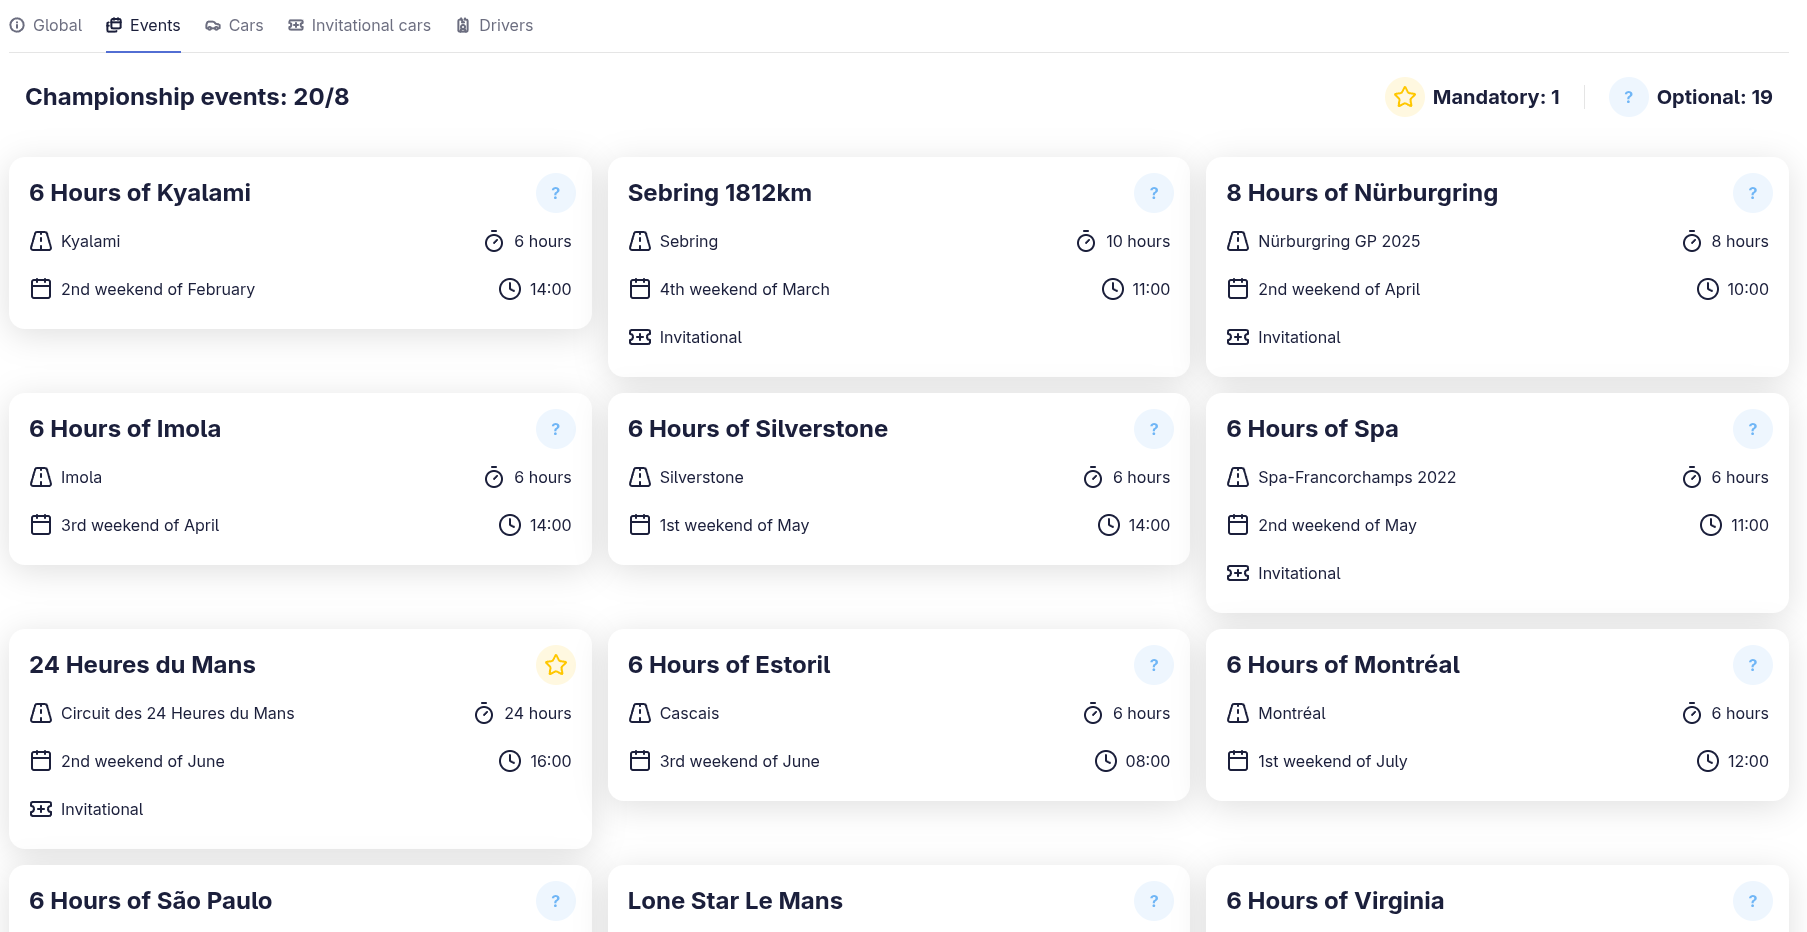 Global Events Cars Invitational cars Drivers
Championship events: 20/8
Mandatory: 1
? Optional: 19
6 Hours of Kyalami ?
Kyalami 6 hours
2nd weekend of February 14:00
Sebring 1812km ?
Sebring 10 hours
4th weekend of March 11:00
Invitational
8 Hours of Nürburgring ?
Nürburgring GP 2025 8 hours
2nd weekend of April 10:00
Invitational
6 Hours of Imola ?
Imola 6 hours
3rd weekend of April 14:00
6 Hours of Silverstone ?
Silverstone 6 hours
1st weekend of May 14:00
6 Hours of Spa ?
Spa-Francorchamps 2022 6 hours
2nd weekend of May 11:00
Invitational
24 Heures du Mans
Circuit des 24 Heures du Mans 24 hours
2nd weekend of June 16:00
Invitational
6 Hours of Estoril ?
Cascais 6 hours
3rd weekend of June 08:00
6 Hours of Montréal ?
Montréal 6 hours
1st weekend of July 12:00
6 Hours of São Paulo ?
Lone Star Le Mans ?
6 Hours of Virginia ?